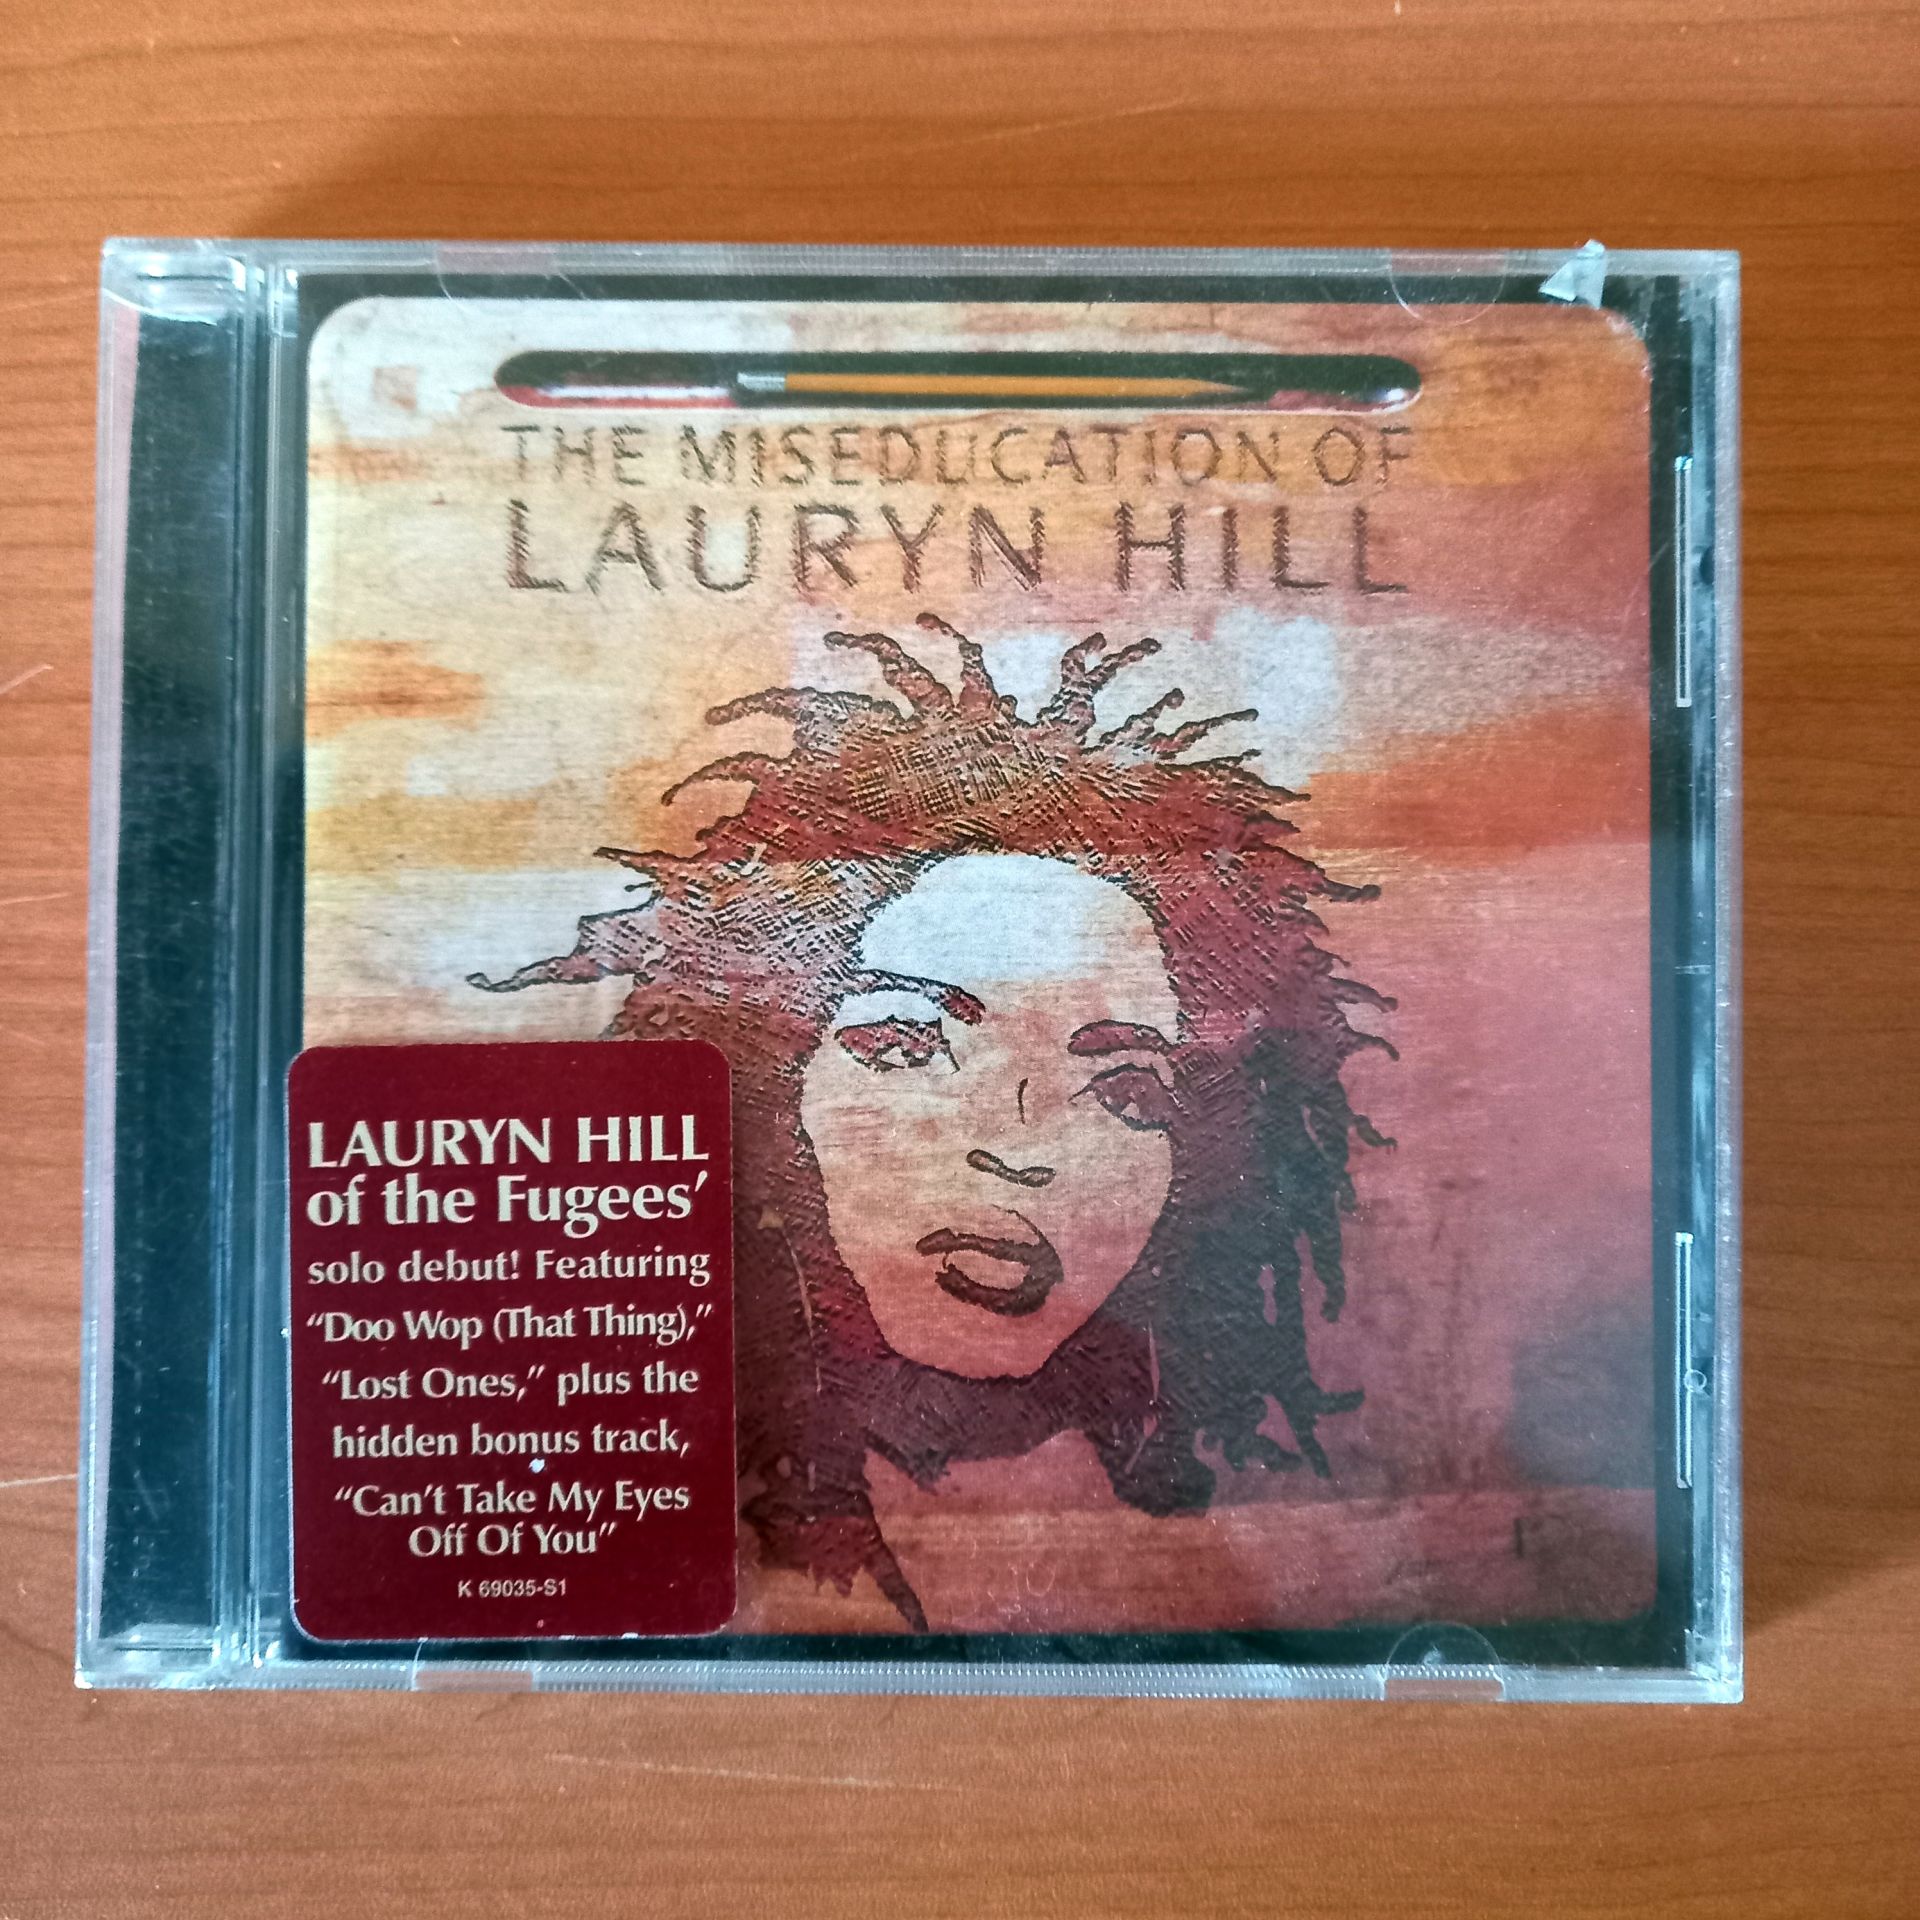 THE MISEDUCATION OF
LAURYN HILL
LAURYN HILL
of the Fugees'
solo debut! Featuring
"Doo Wop (That Thing),"
"Lost Ones," plus the
hidden bonus track,
"Can't Take My Eyes
Off Of You"
K 69035-S1